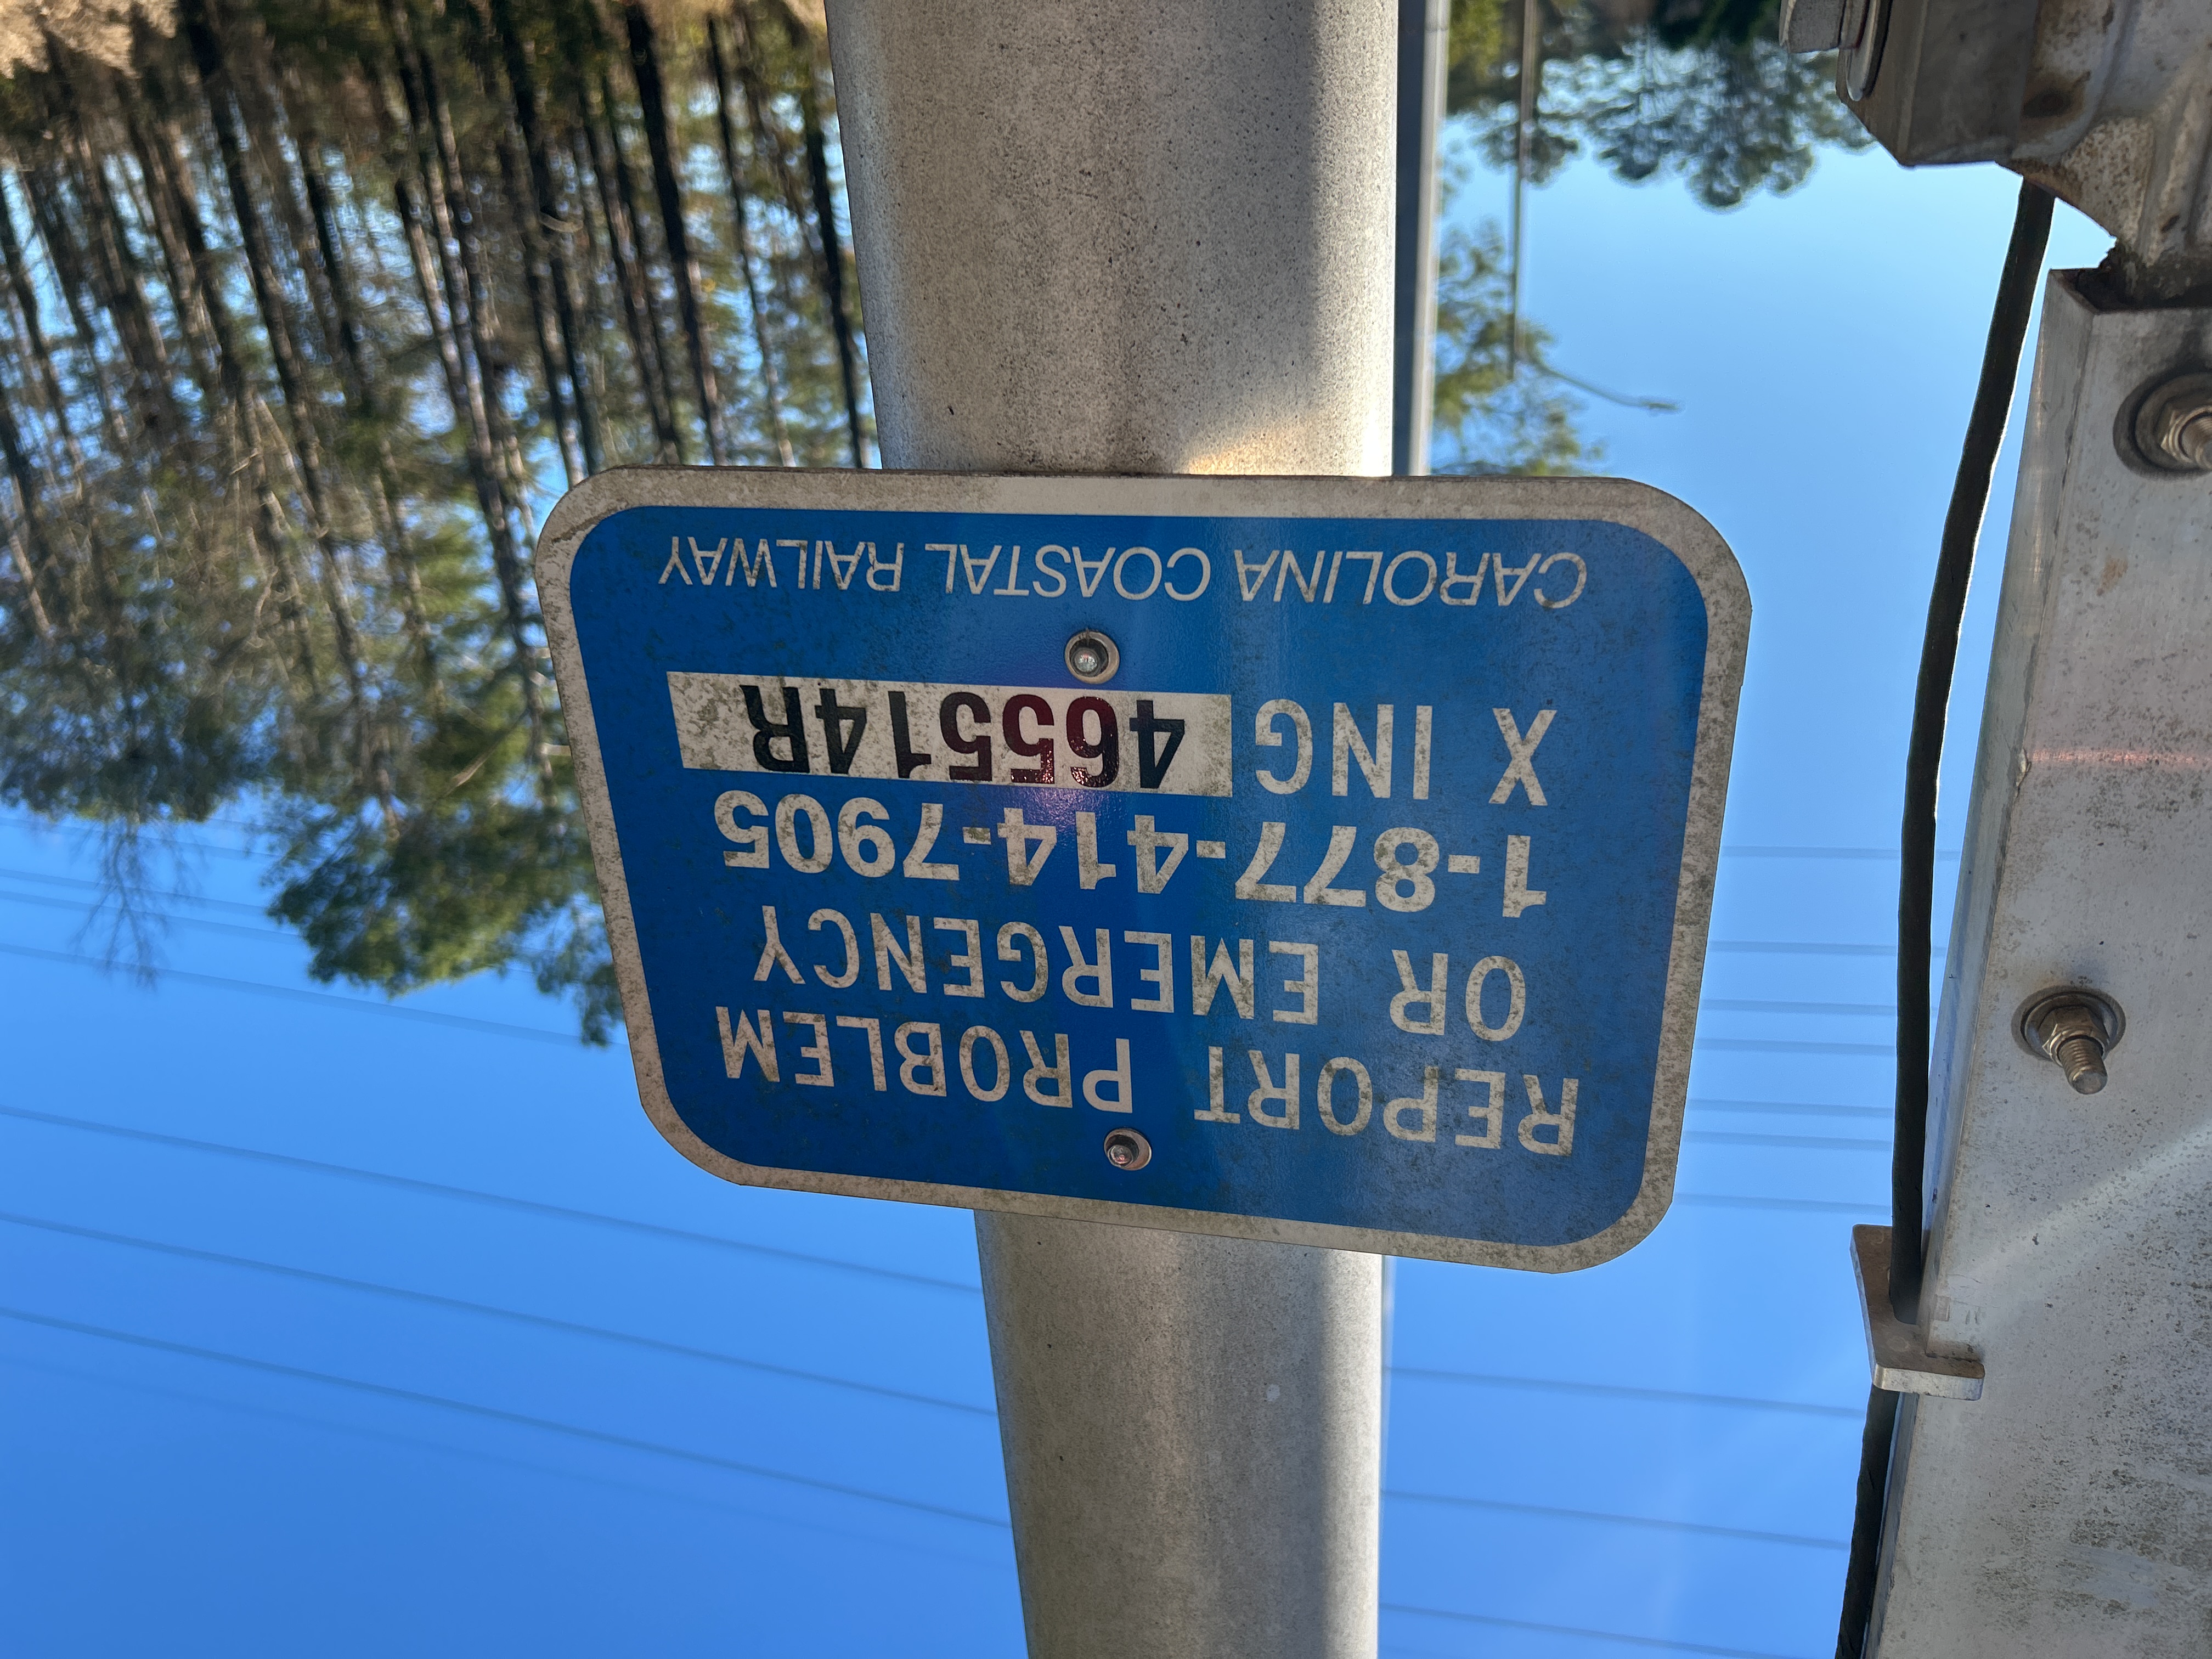 REPORT PROBLEM
OR EMERGENCY
1-877-414-7905
X ING 465514R
CAROLINA COASTAL RAILWAY